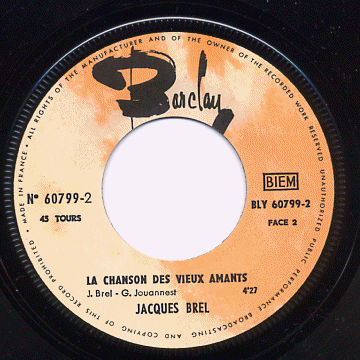 ALL RIGHTS OF THE MANUFACTURER AND OF THE OWNER OF THE RECORDED WORK RESERVED UNAUTHORIZED PUBLIC PERFORMANCE BROADCASTING AND COPYING OF THIS RECORD PROHIBITED • MADE IN FRANCE •
Barclay
N° 60799-2
45 TOURS
BIEM
BLY 60799-2
FACE 2
LA CHANSON DES VIEUX AMANTS
J. Brel - G. Jouannest 4'27
JACQUES BREL